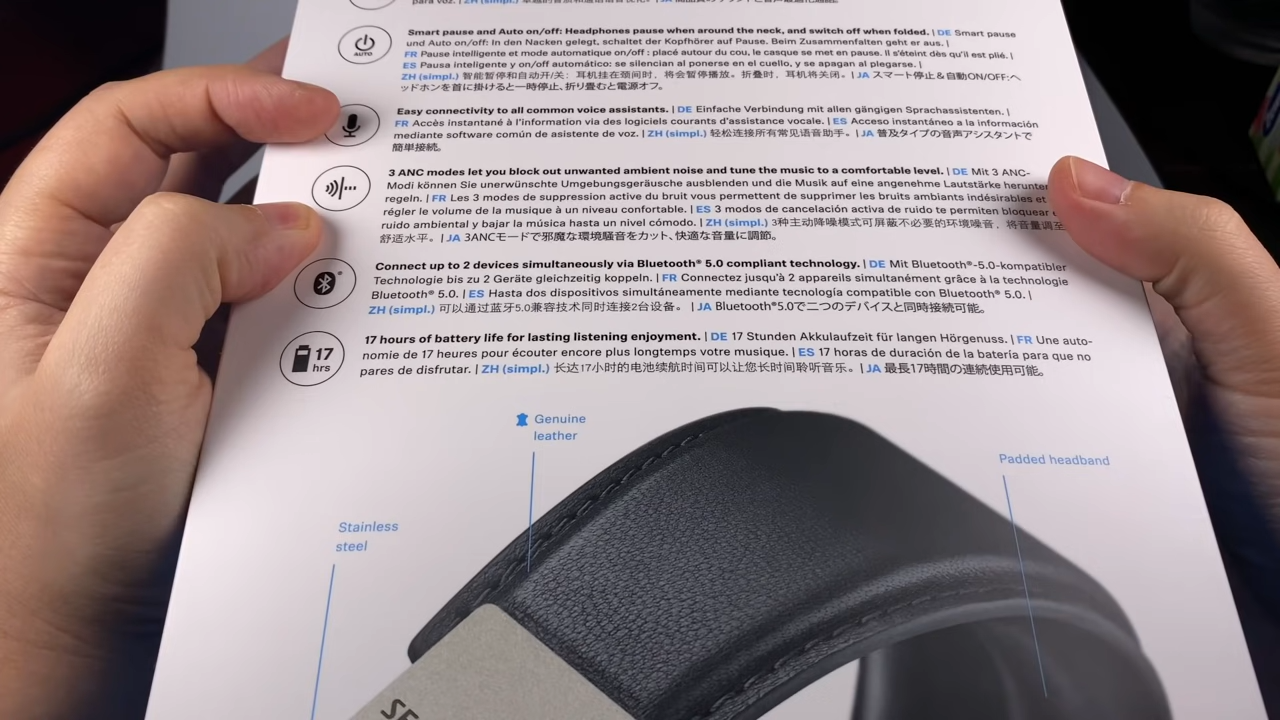 para voz. | ZH (simpl.)
AUTO
Smart pause and Auto on/off: Headphones pause when around the neck, and switch off when folded. | DE Smart pause
und Auto on/off: In den Nacken gelegt, schaltet der Kopfhörer auf Pause. Beim Zusammenfalten geht er aus. |
FR Pause intelligente et mode automatique on/off : placé autour du cou, le casque se met en pause. Il s'éteint dès qu'il est plié. |
ES Pausa inteligente y on/off automático: se silencian al ponerse en el cuello, y se apagan al plegarse. |
ZH (simpl.) 智能暂停和自动开/关: 耳机挂在颈间时, 将会暂停播放。折叠时, 耳机将关闭。 | JA スマート停止＆自動ON/OFF:ヘ
ッドホンを首に掛けると一時停止、折り畳むと電源オフ。
Easy connectivity to all common voice assistants. | DE Einfache Verbindung mit allen gängigen Sprachassistenten. |
FR Accès instantané à l'information via des logiciels courants d'assistance vocale. | ES Acceso instantáneo a la información
mediante software común de asistente de voz. | ZH (simpl.) 轻松连接所有常见语音助手。 | JA 普及タイプの音声アシスタントで
簡単接続。
3 ANC modes let you block out unwanted ambient noise and tune the music to a comfortable level. | DE Mit 3 ANC-
Modi können Sie unerwünschte Umgebungsgeräusche ausblenden und die Musik auf eine angenehme Lautstärke herunter
regeln. | FR Les 3 modes de suppression active du bruit vous permettent de supprimer les bruits ambiants indésirables et
régler le volume de la musique à un niveau confortable. | ES 3 modos de cancelación activa de ruido te permiten bloquear
ruido ambiental y bajar la música hasta un nivel cómodo. | ZH (simpl.) 3种主动降噪模式可屏蔽不必要的环境噪音, 将音量调至
舒适水平。 | JA 3ANCモードで邪魔な環境騒音をカット、快適な音量に調節。
Connect up to 2 devices simultaneously via Bluetooth® 5.0 compliant technology. | DE Mit Bluetooth®-5.0-kompatibler
Technologie bis zu 2 Geräte gleichzeitig koppeln. | FR Connectez jusqu'à 2 appareils simultanément grâce à la technologie
Bluetooth® 5.0. | ES Hasta dos dispositivos simultáneamente mediante tecnología compatible con Bluetooth® 5.0. |
ZH (simpl.) 可以通过蓝牙5.0兼容技术同时连接2台设备。 | JA Bluetooth®5.0で二つのデバイスと同時接続可能。
17 hrs
17 hours of battery life for lasting listening enjoyment. | DE 17 Stunden Akkulaufzeit für langen Hörgenuss. | FR Une auto-
nomie de 17 heures pour écouter encore plus longtemps votre musique. | ES 17 horas de duración de la batería para que no
pares de disfrutar. | ZH (simpl.) 长达17小时的电池续航时间可以让您长时间聆听音乐。 | JA 最長17時間の連続使用可能。
Genuine
leather
Padded headband
Stainless
steel
SE